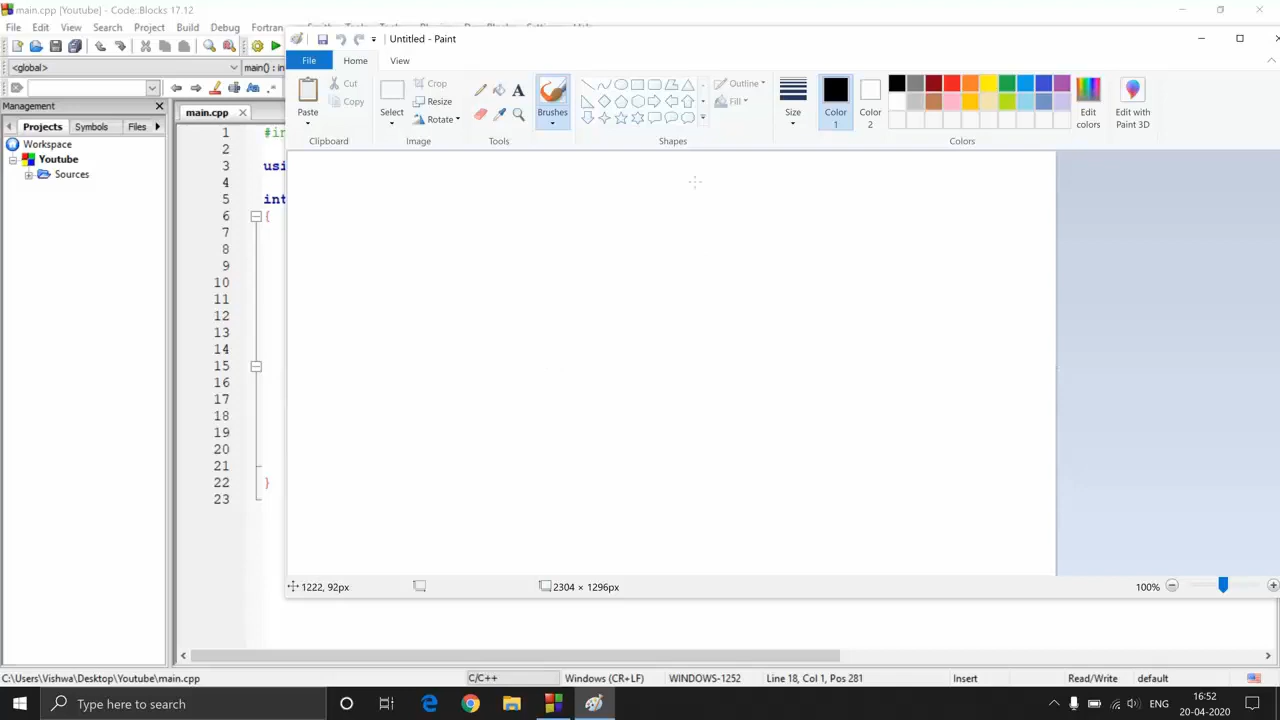 main.cpp [Youtube] - Code::Blocks 17.12
File Edit View Search Project Build Debug Fortran
Untitled - Paint
<global>
main() : in
File Home View
Paste
Cut
Copy
Clipboard
Select
Crop
Resize
Rotate
Image
A
Tools
Brushes
Outline
Fill
Shapes
Size
Color 1
Color 2
Edit colors
Colors
Edit with Paint 3D
Management
Projects Symbols Files
Workspace
Youtube
Sources
main.cpp
1 #in
2
3 usi
4
5 int
6 {
7
8
9
10
11
12
13
14
15
16
17
18
19
20
21
22 }
23
1222, 92px
2304 × 1296px
100%
C:\Users\Vishwa\Desktop\Youtube\main.cpp
C/C++
Windows (CR+LF)
WINDOWS-1252
Line 18, Col 1, Pos 281
Insert
Read/Write
default
Type here to search
ENG
16:52
20-04-2020